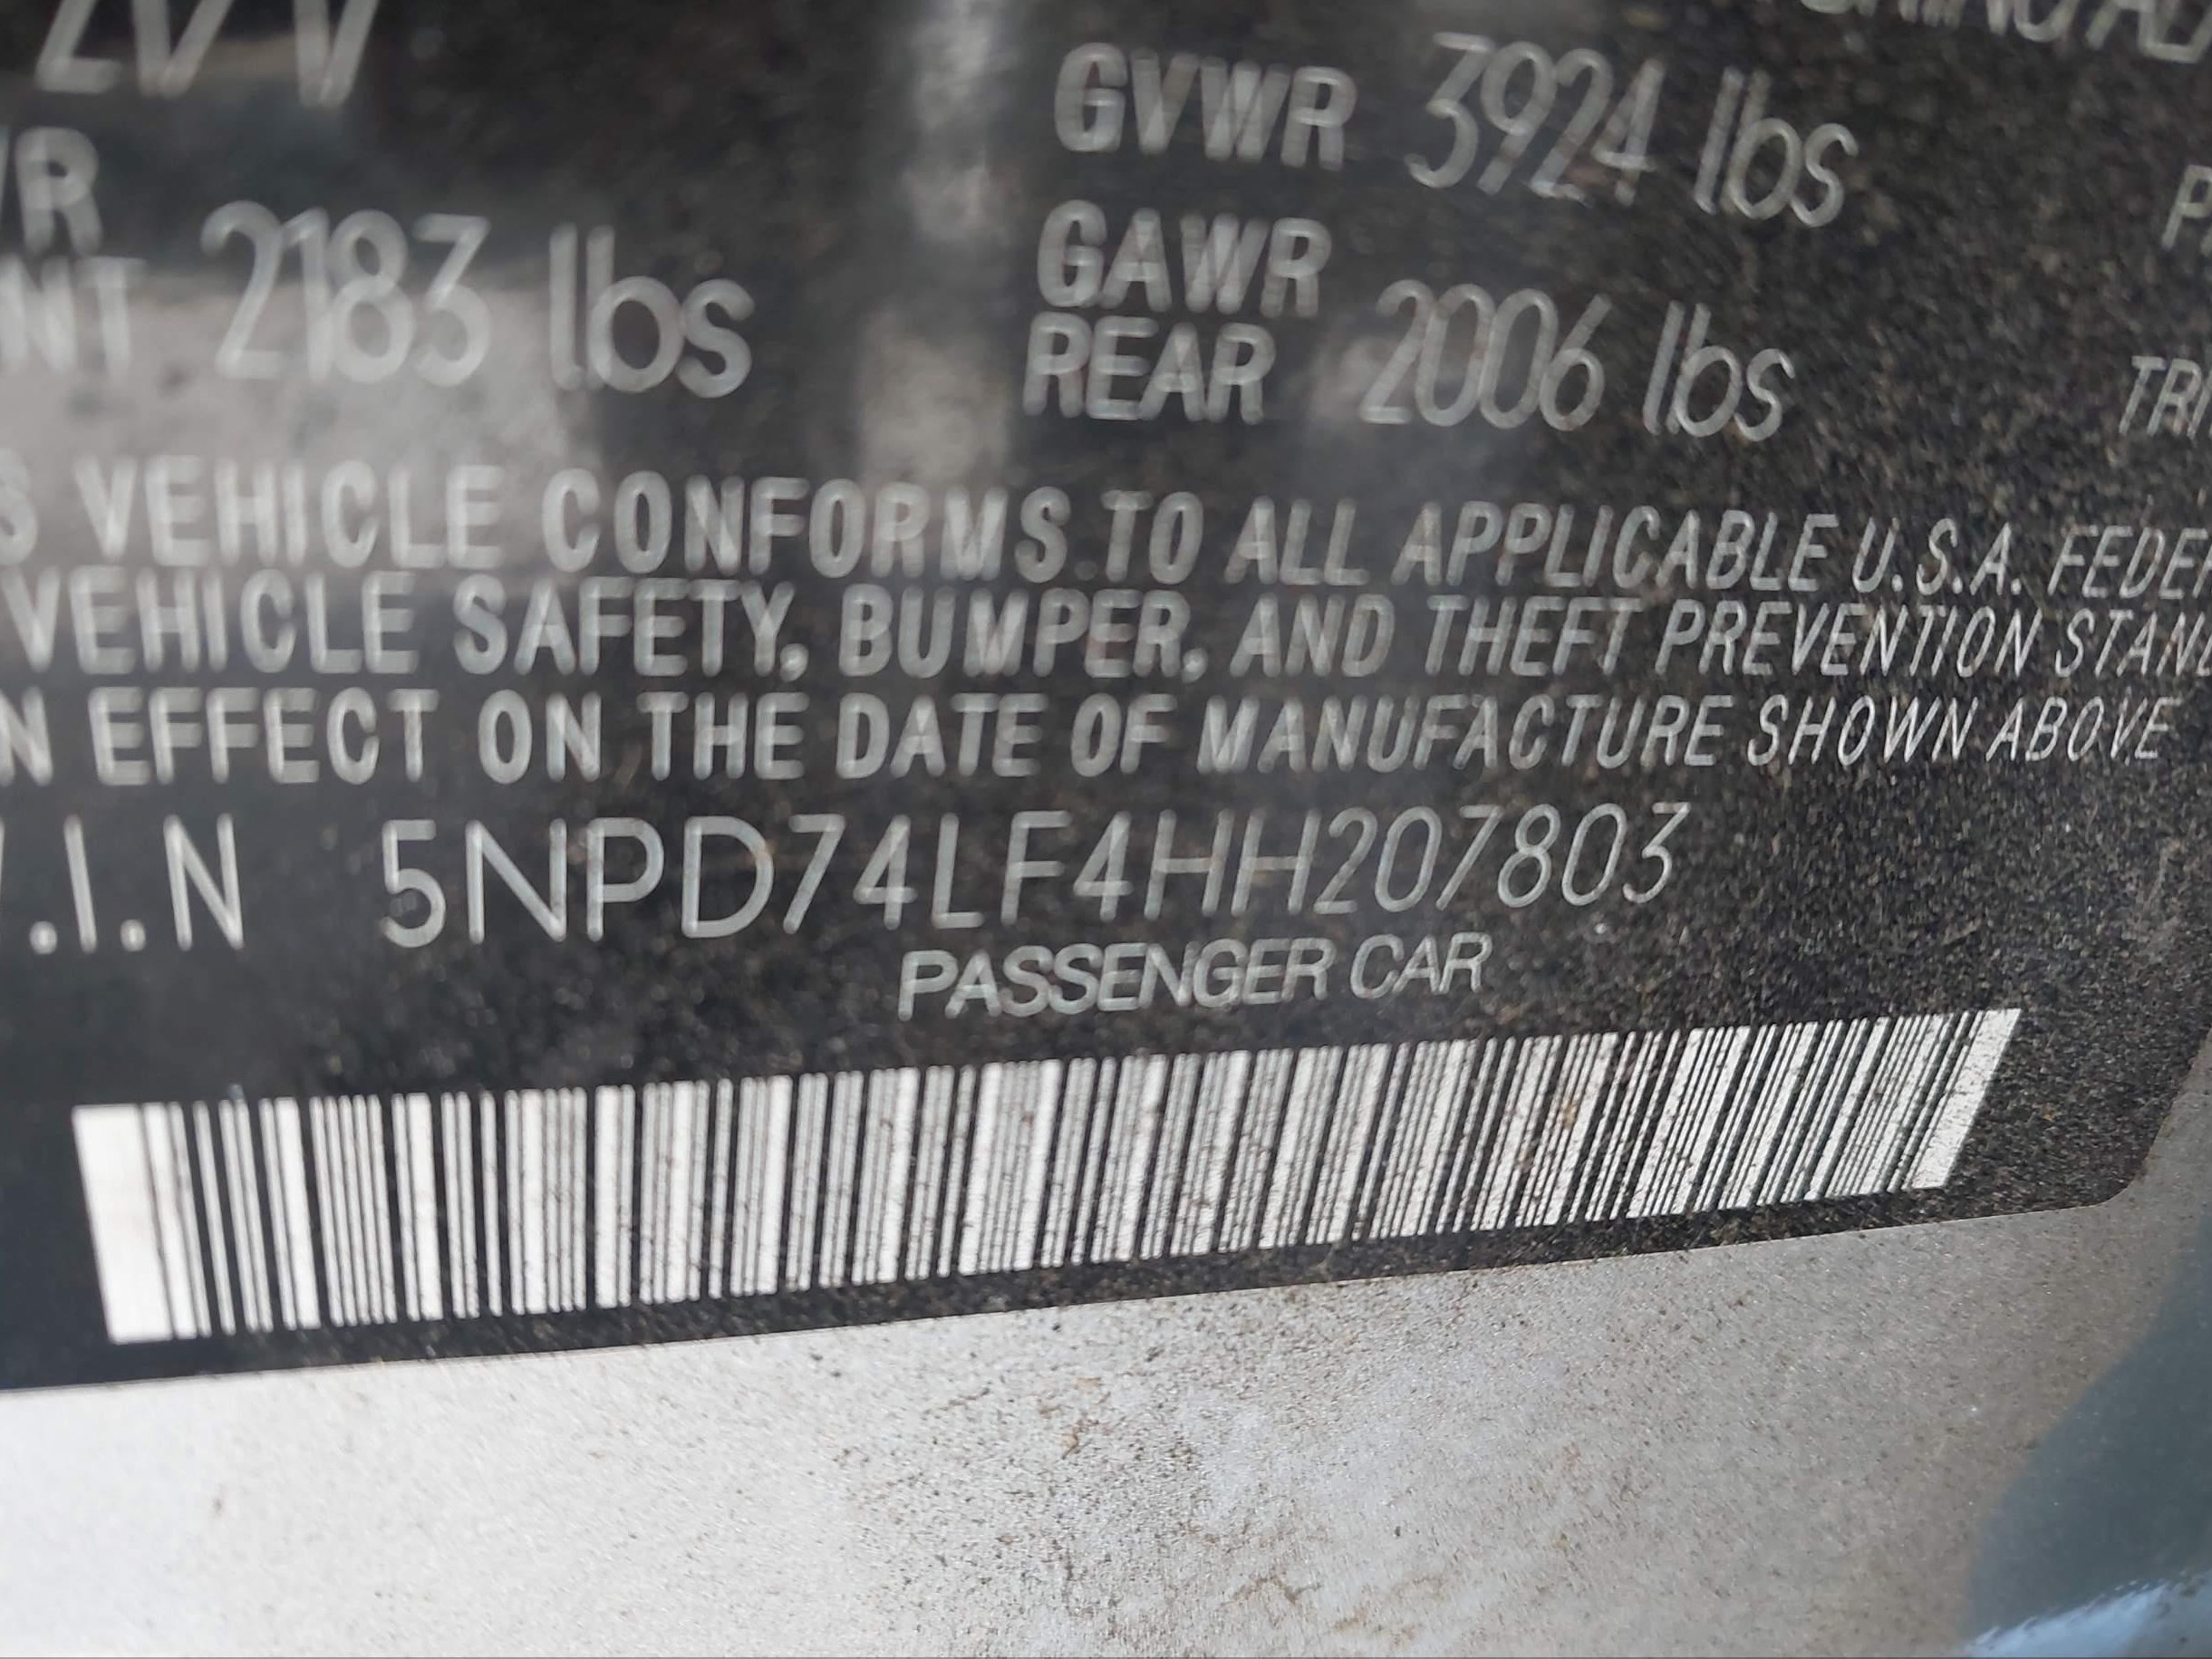 GVWR 3924 lbs
2183 lbs
GAWR
REAR 2006 lbs
VEHICLE CONFORMS TO ALL APPLICABLE U.S.A.
VEHICLE SAFETY, BUMPER, AND THEFT PREVENTION
EFFECT ON THE DATE OF MANUFACTURE SHOWN ABOVE
.I.N 5NPD74LF4HH207803
PASSENGER CAR